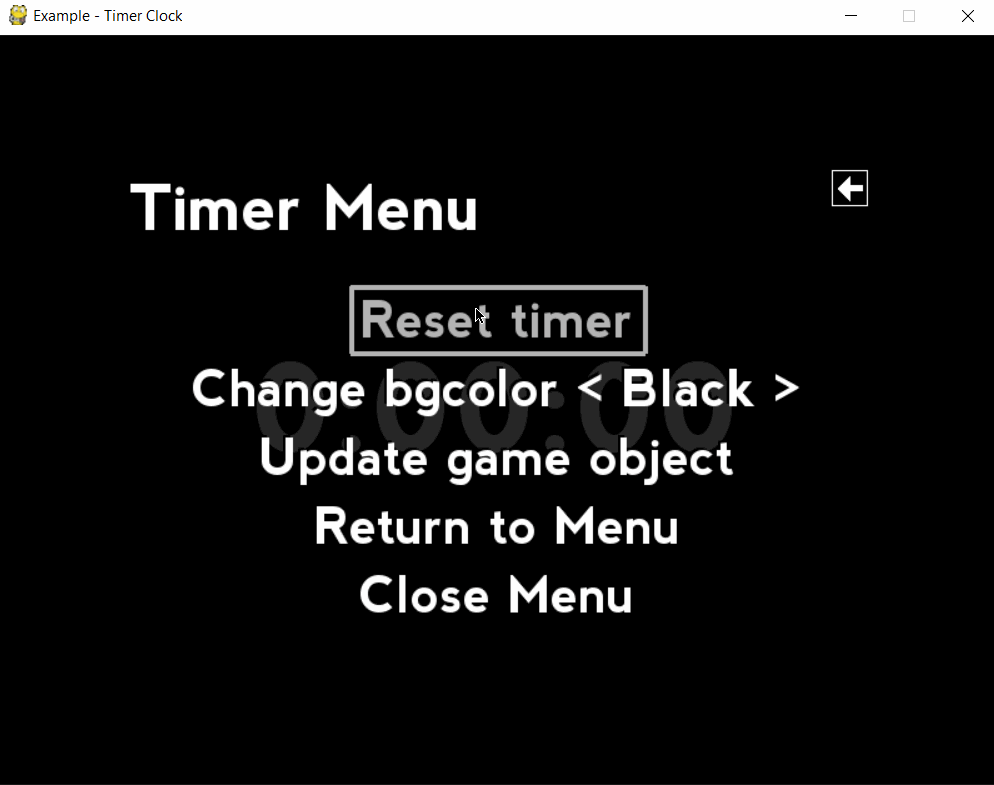 Example - Timer Clock
Timer Menu
Reset timer
Change bgcolor < Black >
0:00:00
Update game object
Return to Menu
Close Menu